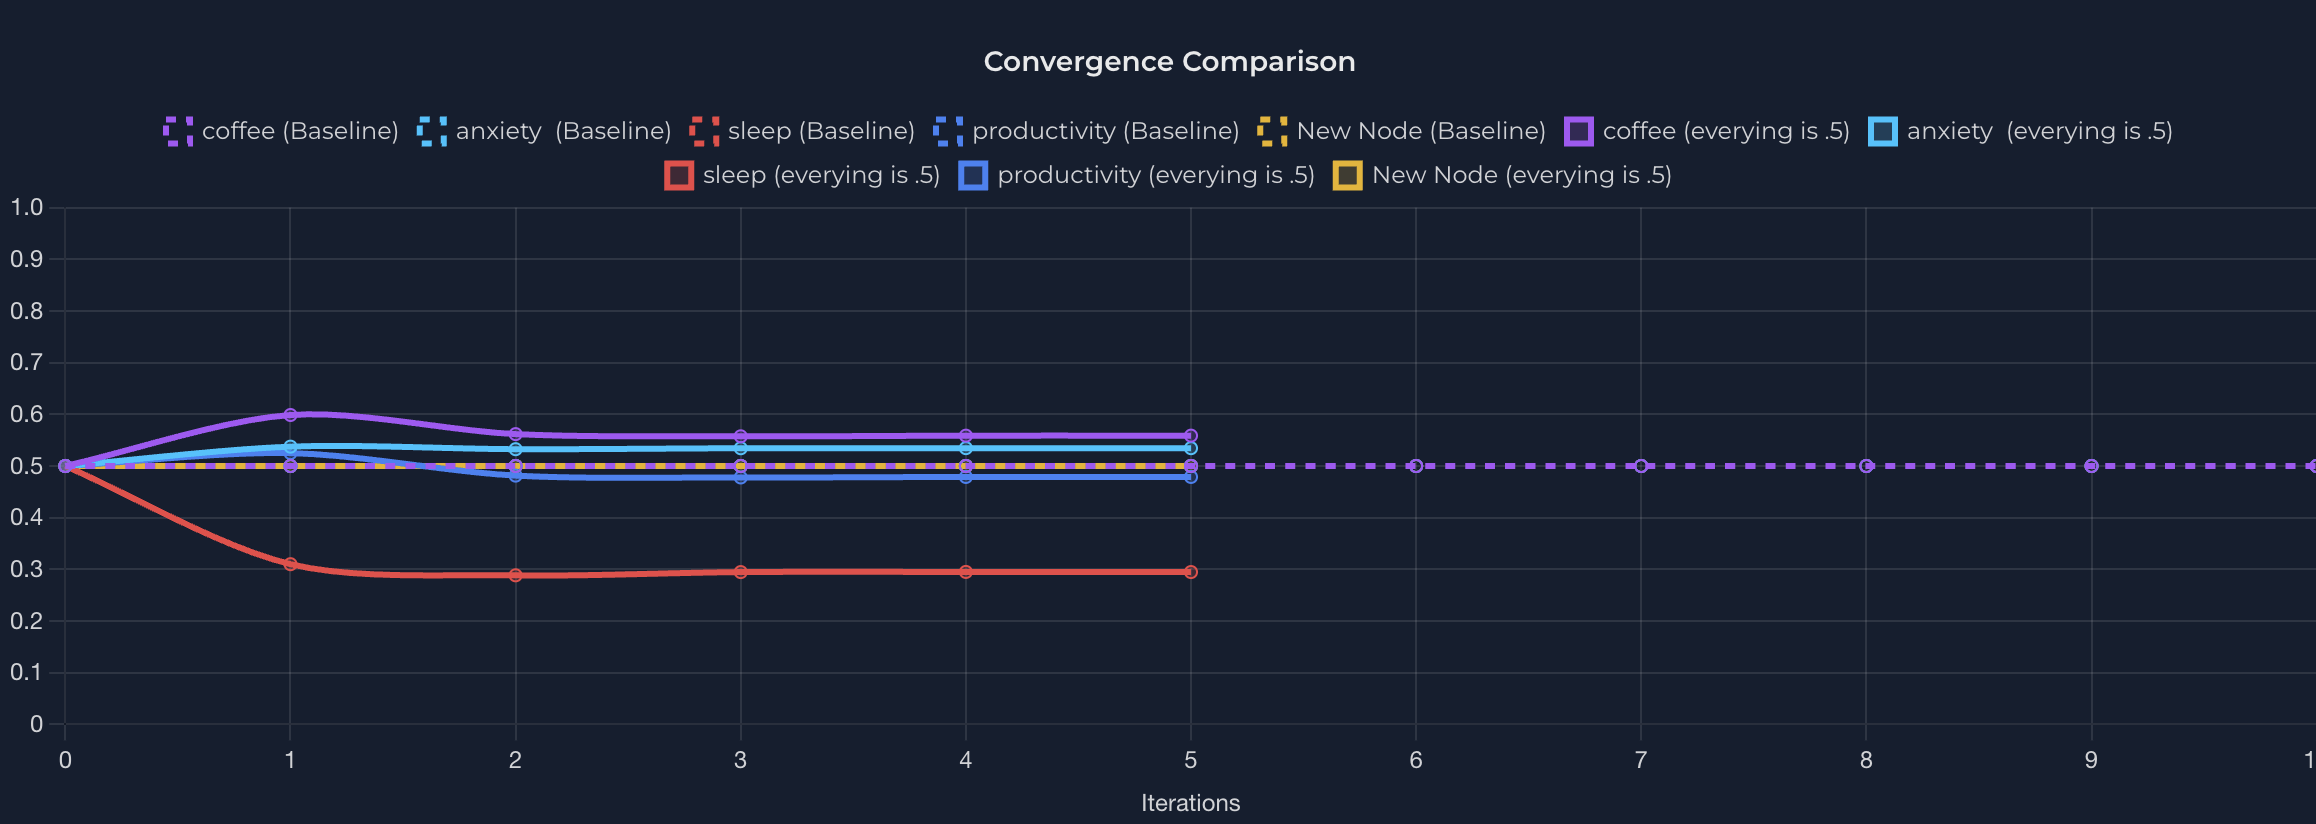 Convergence Comparison
coffee (Baseline) anxiety (Baseline) sleep (Baseline) productivity (Baseline) New Node (Baseline) coffee (everying is .5) anxiety (everying is .5)
sleep (everying is .5) productivity (everying is .5) New Node (everying is .5)
1.0
0.9
0.8
0.7
0.6
0.5
0.4
0.3
0.2
0.1
0
0 1 2 3 4 5 6 7 8 9 1
Iterations